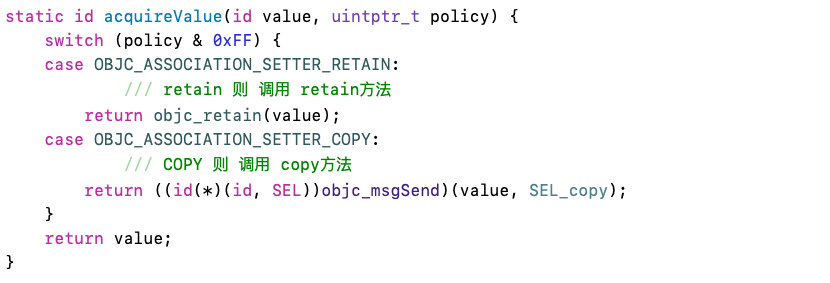 static id acquireValue(id value, uintptr_t policy) {
    switch (policy & 0xFF) {
    case OBJC_ASSOCIATION_SETTER_RETAIN:
            /// retain 则 调用 retain方法
        return objc_retain(value);
    case OBJC_ASSOCIATION_SETTER_COPY:
            /// COPY 则 调用 copy方法
        return ((id(*)(id, SEL))objc_msgSend)(value, SEL_copy);
    }
    return value;
}